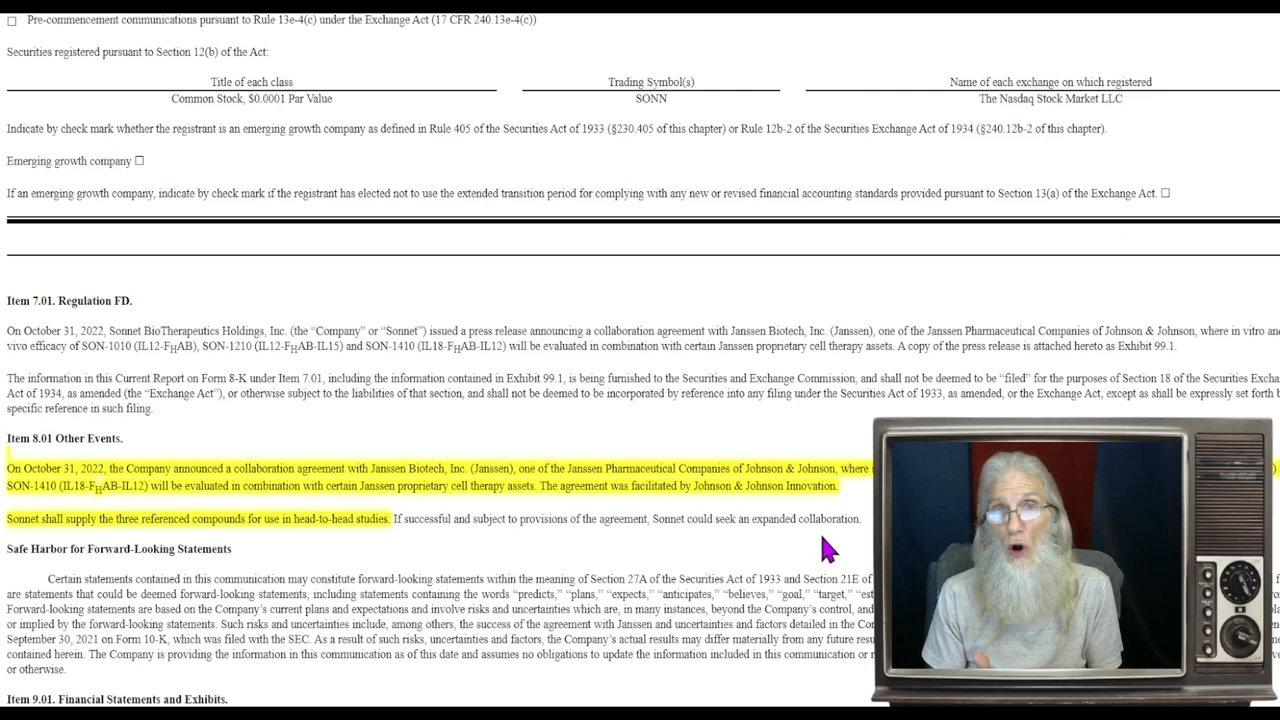 ☐ Pre-commencement communications pursuant to Rule 13e-4(c) under the Exchange Act (17 CFR 240.13e-4(c))
Securities registered pursuant to Section 12(b) of the Act:
Title of each class Trading Symbol(s) Name of each exchange on which registered
Common Stock, $0.0001 Par Value SONN The Nasdaq Stock Market LLC
Indicate by check mark whether the registrant is an emerging growth company as defined in Rule 405 of the Securities Act of 1933 (§230.405 of this chapter) or Rule 12b-2 of the Securities Exchange Act of 1934 (§240.12b-2 of this chapter).
Emerging growth company ☐
If an emerging growth company, indicate by check mark if the registrant has elected not to use the extended transition period for complying with any new or revised financial accounting standards provided pursuant to Section 13(a) of the Exchange Act. ☐
Item 7.01. Regulation FD.
On October 31, 2022, Sonnet BioTherapeutics Holdings, Inc. (the “Company” or “Sonnet”) issued a press release announcing a collaboration agreement with Janssen Biotech, Inc. (Janssen), one of the Janssen Pharmaceutical Companies of Johnson & Johnson, where in vitro and
vivo efficacy of SON-1010 (IL12-FHAB), SON-1210 (IL12-FHAB-IL15) and SON-1410 (IL18-FHAB-IL12) will be evaluated in combination with certain Janssen proprietary cell therapy assets. A copy of the press release is attached hereto as Exhibit 99.1.
The information in this Current Report on Form 8-K under Item 7.01, including the information contained in Exhibit 99.1, is being furnished to the Securities and Exchange Commission, and shall not be deemed to be “filed” for the purposes of Section 18 of the Securities
Act of 1934, as amended (the “Exchange Act”), or otherwise subject to the liabilities of that section, and shall not be deemed to be incorporated by reference into any filing under the Securities Act of 1933, as amended, or the Exchange Act, except as shall be expressly set forth
specific reference in such filing.
Item 8.01 Other Events.
On October 31, 2022, the Company announced a collaboration agreement with Janssen Biotech, Inc. (Janssen), one of the Janssen Pharmaceutical Companies of Johnson & Johnson, where
SON-1410 (IL18-FHAB-IL12) will be evaluated in combination with certain Janssen proprietary cell therapy assets. The agreement was facilitated by Johnson & Johnson Innovation.
Sonnet shall supply the three referenced compounds for use in head-to-head studies. If successful and subject to provisions of the agreement, Sonnet could seek an expanded collaboration.
Safe Harbor for Forward-Looking Statements
Certain statements contained in this communication may constitute forward-looking statements within the meaning of Section 27A of the Securities Act of 1933 and Section 21E of
are statements that could be deemed forward-looking statements, including statements containing the words “predicts,” “plans,” “expects,” “anticipates,” “believes,” “goal,” “target,”
Forward-looking statements are based on the Company’s current plans and expectations and involve risks and uncertainties which are, in many instances, beyond the Company’s control, and
or implied by the forward-looking statements. Such risks and uncertainties include, among others, the success of the agreement with Janssen and uncertainties and factors detailed in the
September 30, 2021 on Form 10-K, which was filed with the SEC. As a result of such risks, uncertainties and factors, the Company’s actual results may differ materially from any future
contained herein. The Company is providing the information in this communication as of this date and assumes no obligations to update the information included in this communication or
or otherwise.
Item 9.01. Financial Statements and Exhibits.